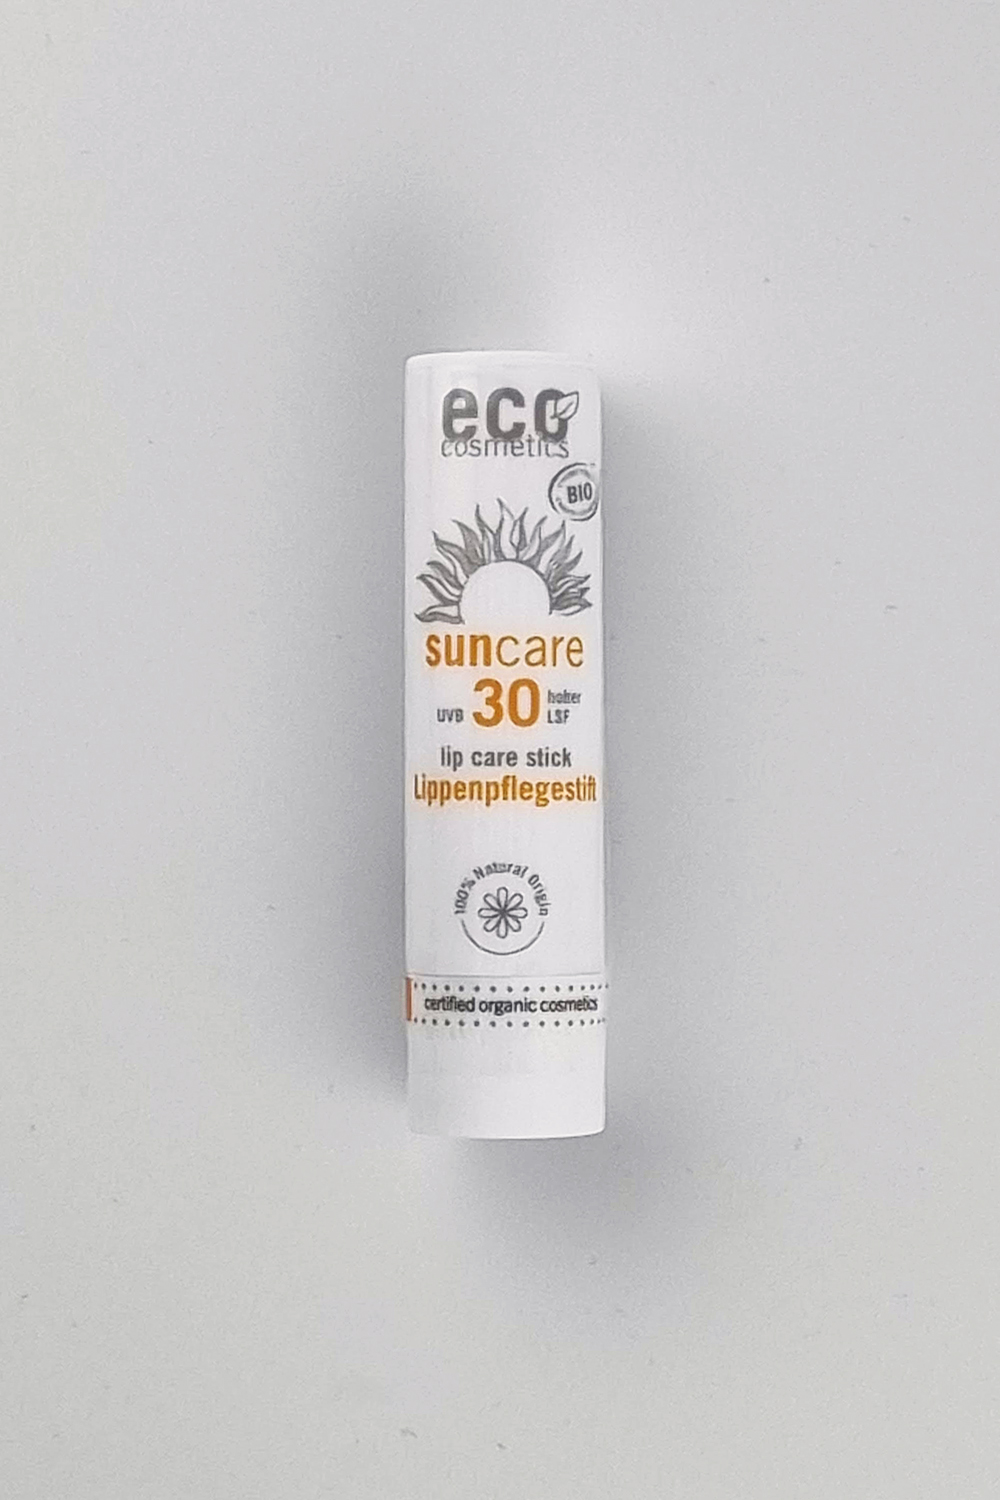 eco
cosmetics
BIO
suncare
UVB 30 hoher
LSF
lip care stick
Lippenpflegestift
100% Natural Origin
certified organic cosmetics